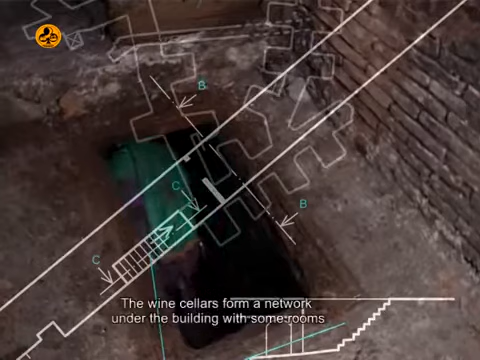 B
C
B
C
The wine cellars form a network
under the building with some rooms